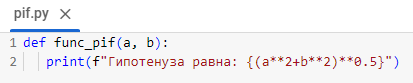 pif.py ×
1 def func_pif(a, b):
2     print(f"Гипотенуза равна: {(a**2+b**2)**0.5}")